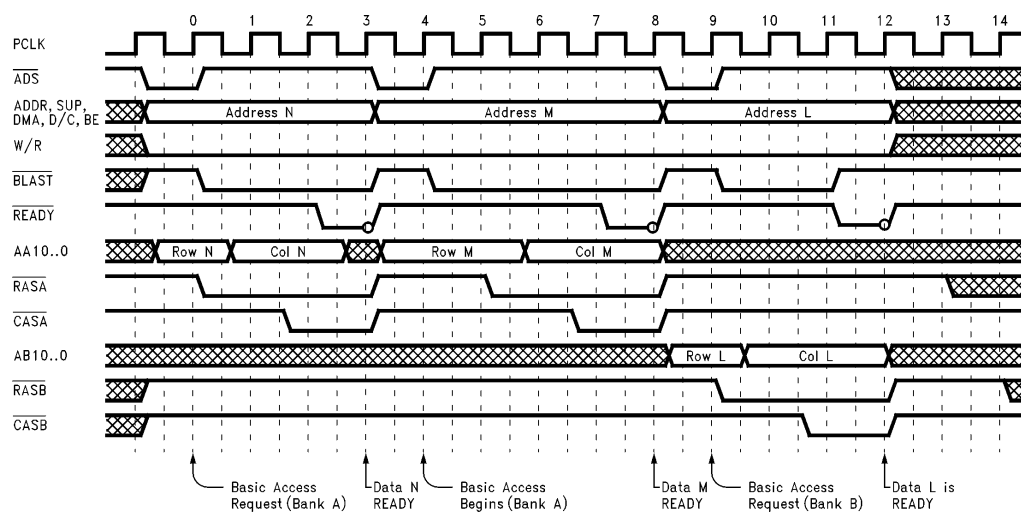 0 1 2 3 4 5 6 7 8 9 10 11 12 13 14
PCLK
ADS
ADDR, SUP,
DMA, D/C, BE
Address N Address M Address L
W/R
BLAST
READY
AA10..0 Row N Col N Row M Col M
RASA
CASA
AB10..0 Row L Col L
RASB
CASB
Basic Access
Request (Bank A)
Data N
READY
Basic Access
Begins (Bank A)
Data M
READY
Basic Access
Request (Bank B)
Data L is
READY